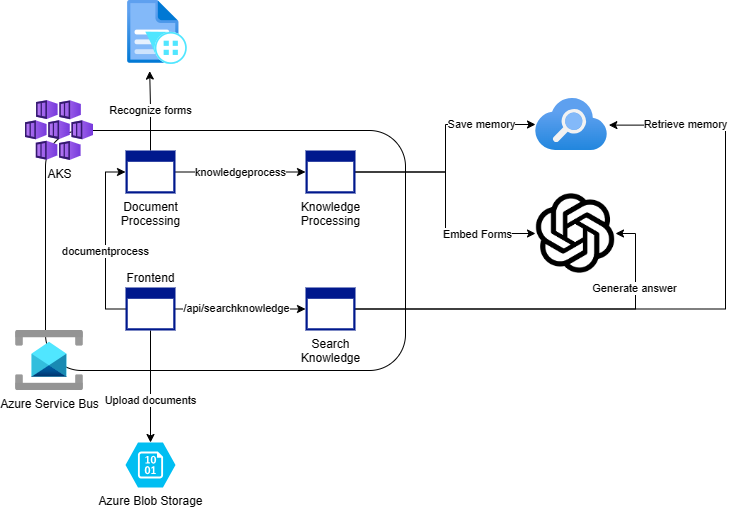 Recognize forms
AKS
Save memory
Retrieve memory
knowledgeprocess
Document
Processing
Knowledge
Processing
Embed Forms
documentprocess
Frontend
Generate answer
/api/searchknowledge
Search
Knowledge
Azure Service Bus
Upload documents
10
01
Azure Blob Storage